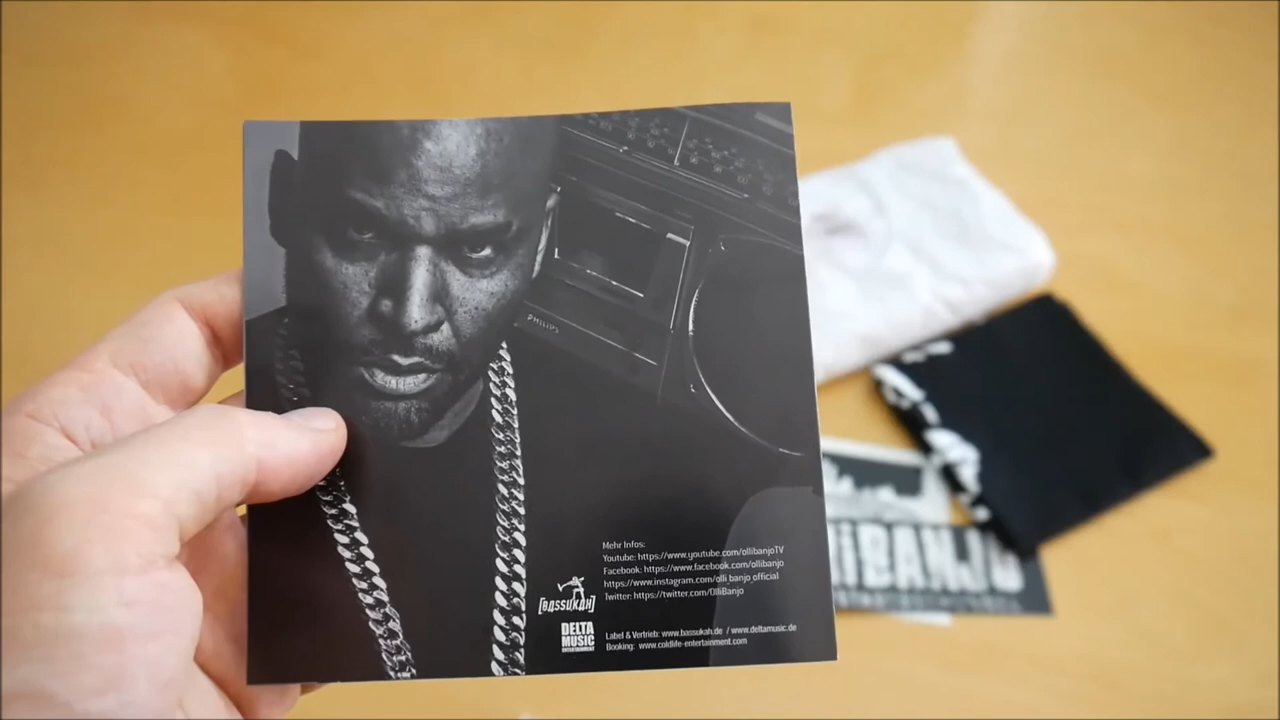 PHILIPS
Mehr Infos:
Youtube: https://www.youtube.com/ollibanjoTV
Facebook: https://www.facebook.com/ollibanjo
https://www.instagram.com/olli banjo official
Twitter: https://twitter.com/OlliBanjo
[BASSUKAH]
DELTA
MUSIC
ENTERTAINMENT
Label & Vertrieb: www.bassukah.de / www.deltamusic.de
Booking: www.coldlife-entertainment.com
LLIBANJO